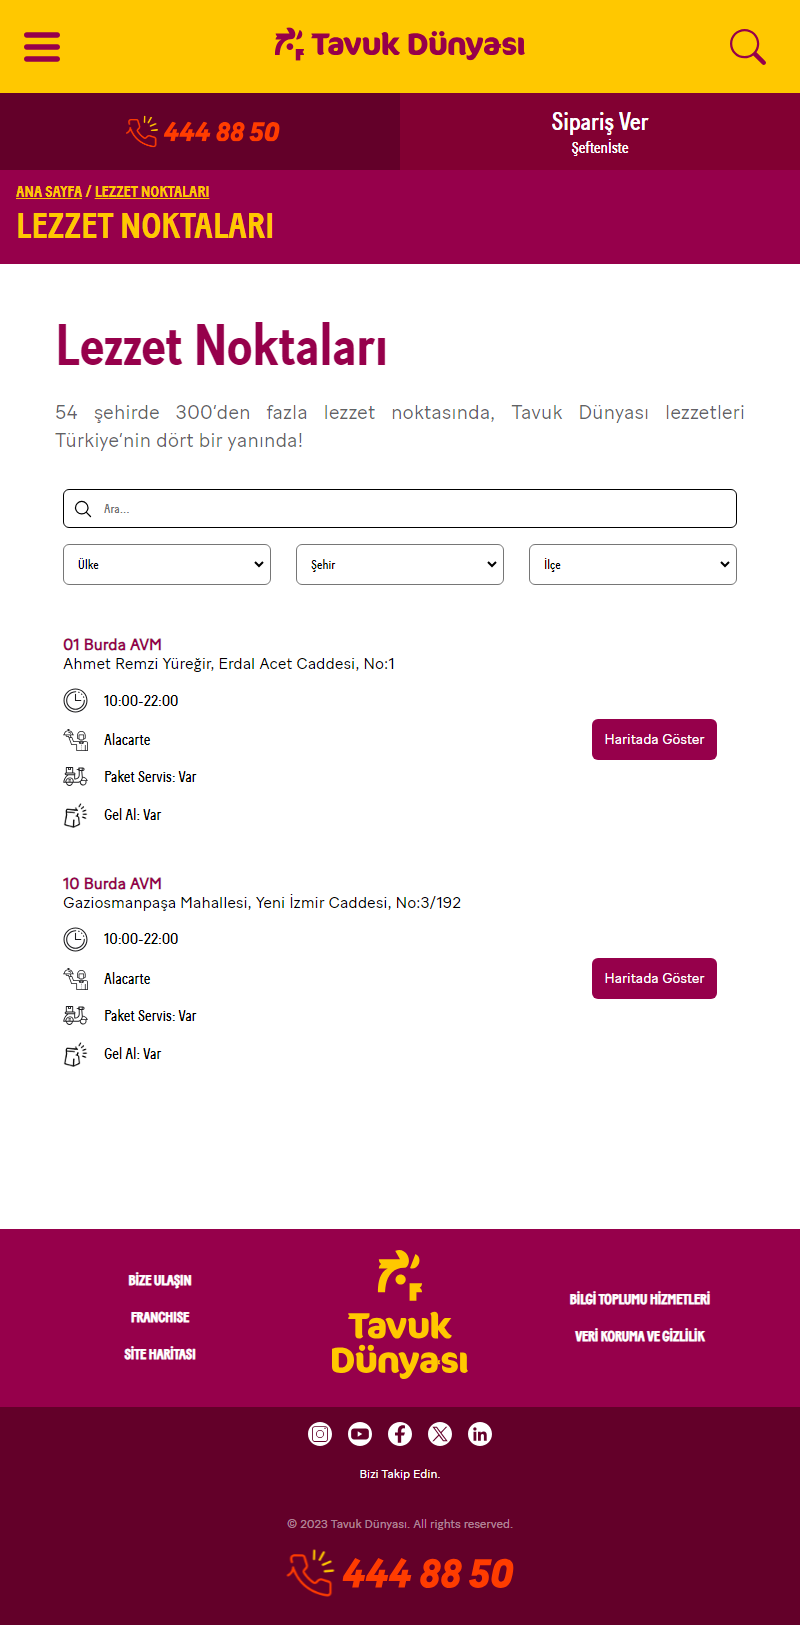 Tavuk Dünyası
444 88 50
Sipariş Ver
Şefteniste
ANA SAYFA / LEZZET NOKTALARI
LEZZET NOKTALARI
Lezzet Noktaları
54 şehirde 300’den fazla lezzet noktasında, Tavuk Dünyası lezzetleri
Türkiye’nin dört bir yanında!
Ara...
Ülke
Şehir
İlçe
01 Burda AVM
Ahmet Remzi Yüreğir, Erdal Acet Caddesi, No:1
10:00-22:00
Alacarte
Haritada Göster
Paket Servis: Var
Gel Al: Var
10 Burda AVM
Gaziosmanpaşa Mahallesi, Yeni İzmir Caddesi, No:3/192
10:00-22:00
Alacarte
Haritada Göster
Paket Servis: Var
Gel Al: Var
BİZE ULAŞIN
FRANCHISE
SİTE HARİTASI
Tavuk
Dünyası
BİLGİ TOPLUMU HİZMETLERİ
VERİ KORUMA VE GİZLİLİK
Bizi Takip Edin.
© 2023 Tavuk Dünyası. All rights reserved.
444 88 50